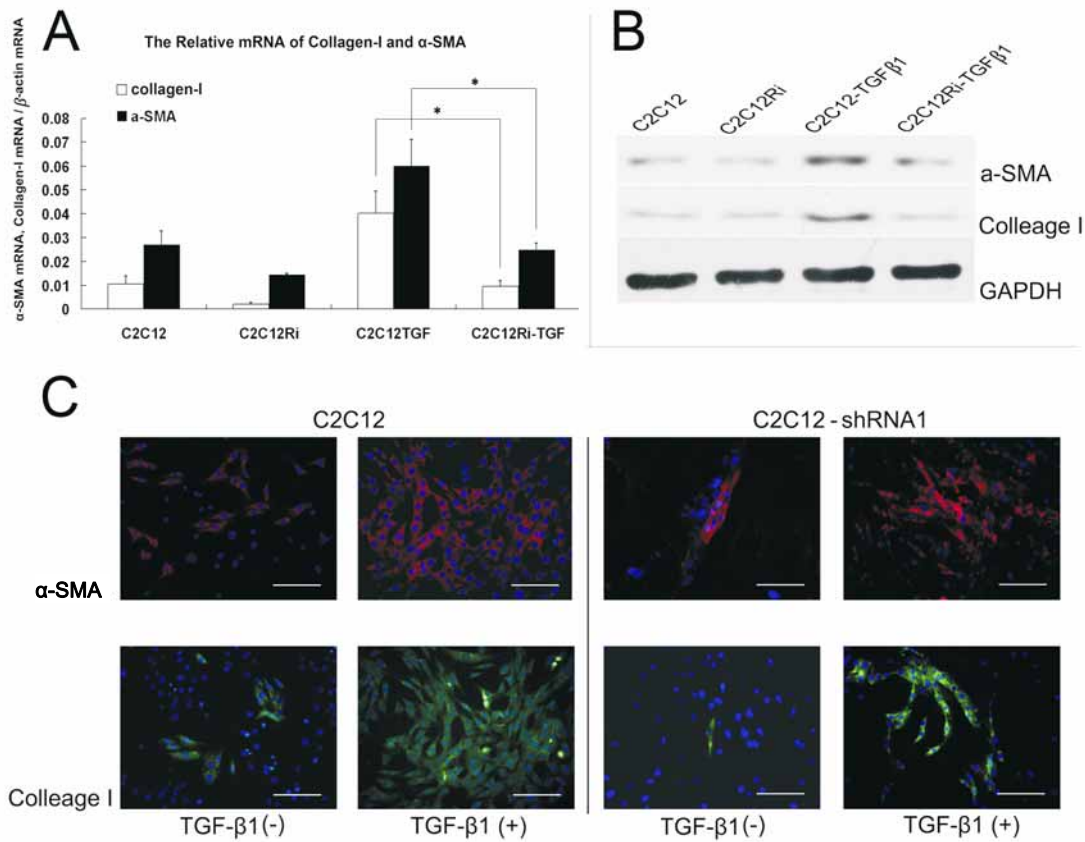 A
The Relative mRNA of Collagen-I and α-SMA
α-SMA mRNA, Collagen-I mRNA / β-actin mRNA
collagen-I
a-SMA
*
*
0.08
0.07
0.06
0.05
0.04
0.03
0.02
0.01
0
C2C12
C2C12Ri
C2C12TGF
C2C12Ri-TGF
B
C2C12
C2C12Ri
C2C12-TGFβ1
C2C12Ri-TGFβ1
a-SMA
Colleage I
GAPDH
C
C2C12
C2C12 - shRNA1
α-SMA
Colleage I
TGF-β1(-)
TGF-β1 (+)
TGF-β1(-)
TGF-β1 (+)